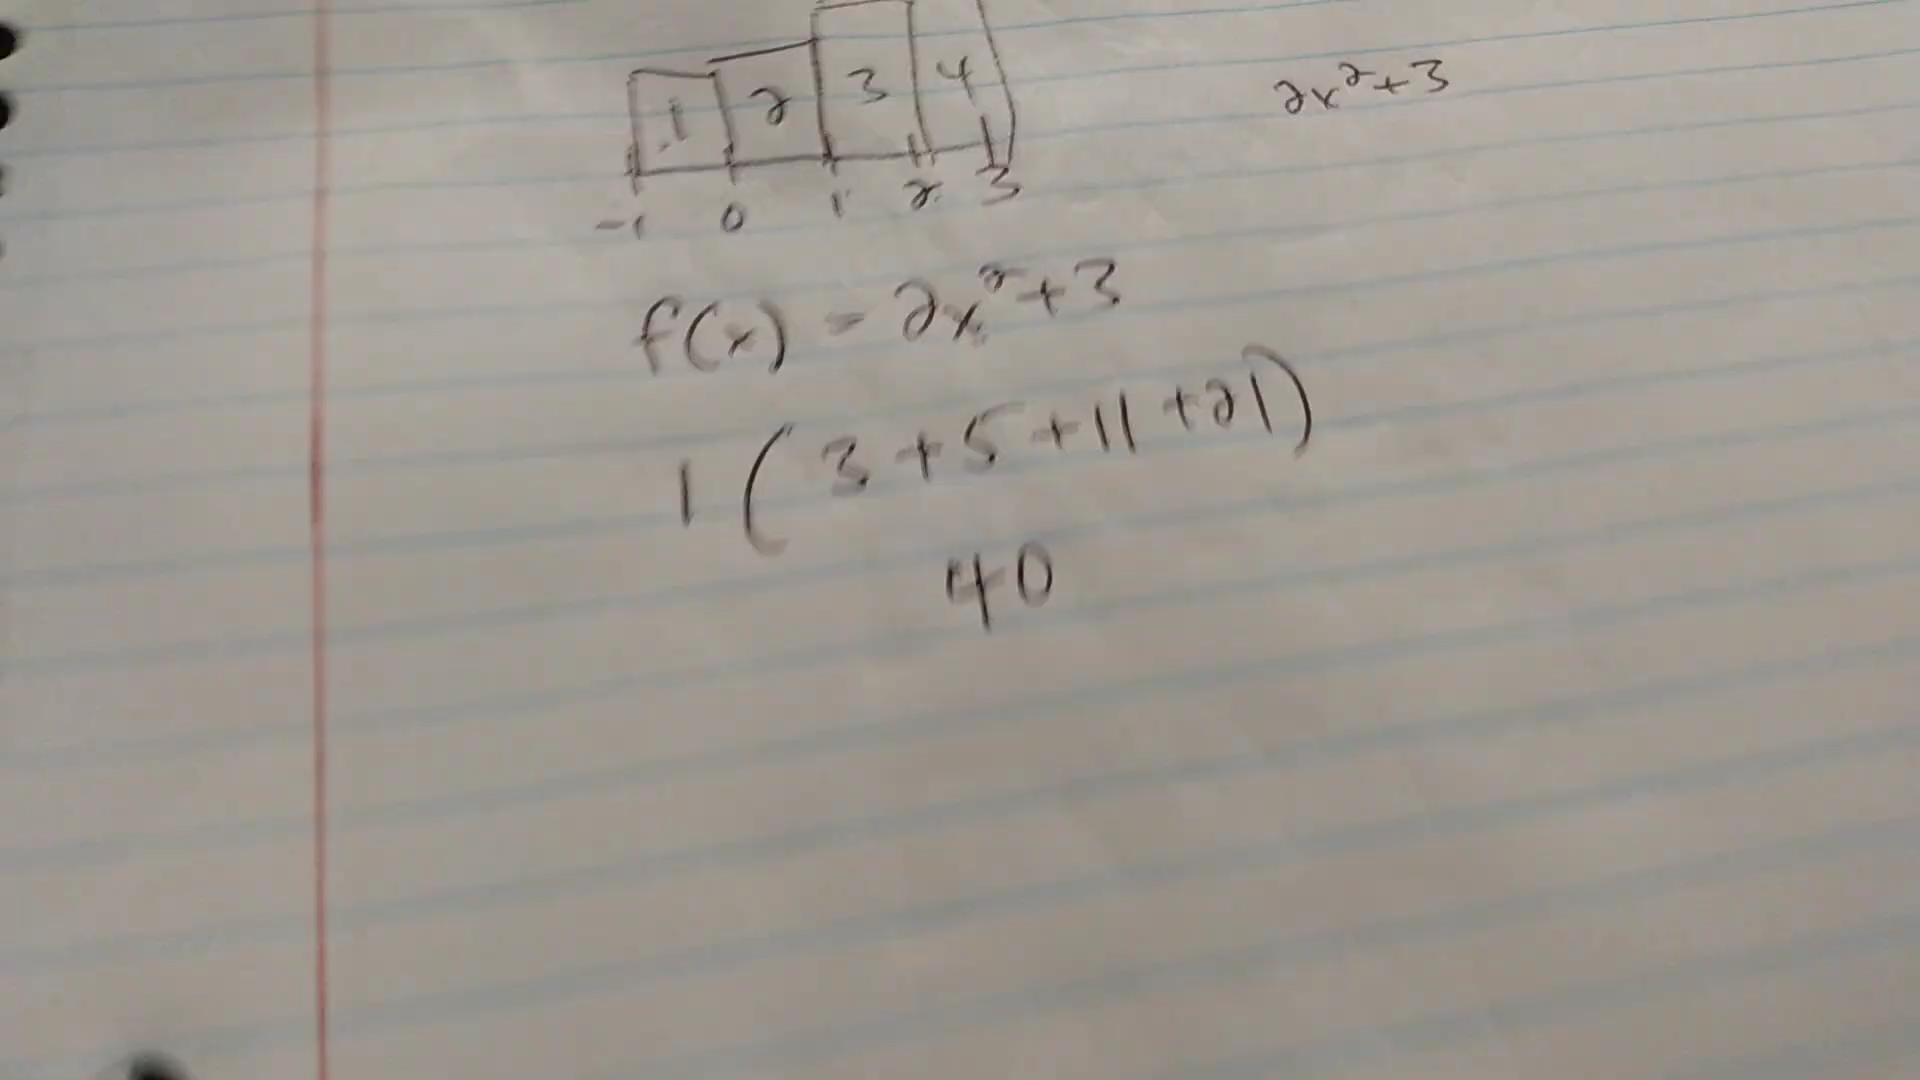 1 2 3 4
2x²+3
-1 0 1 2 3
f(x) = 2x²+3
1 (3+5+11+21)
40